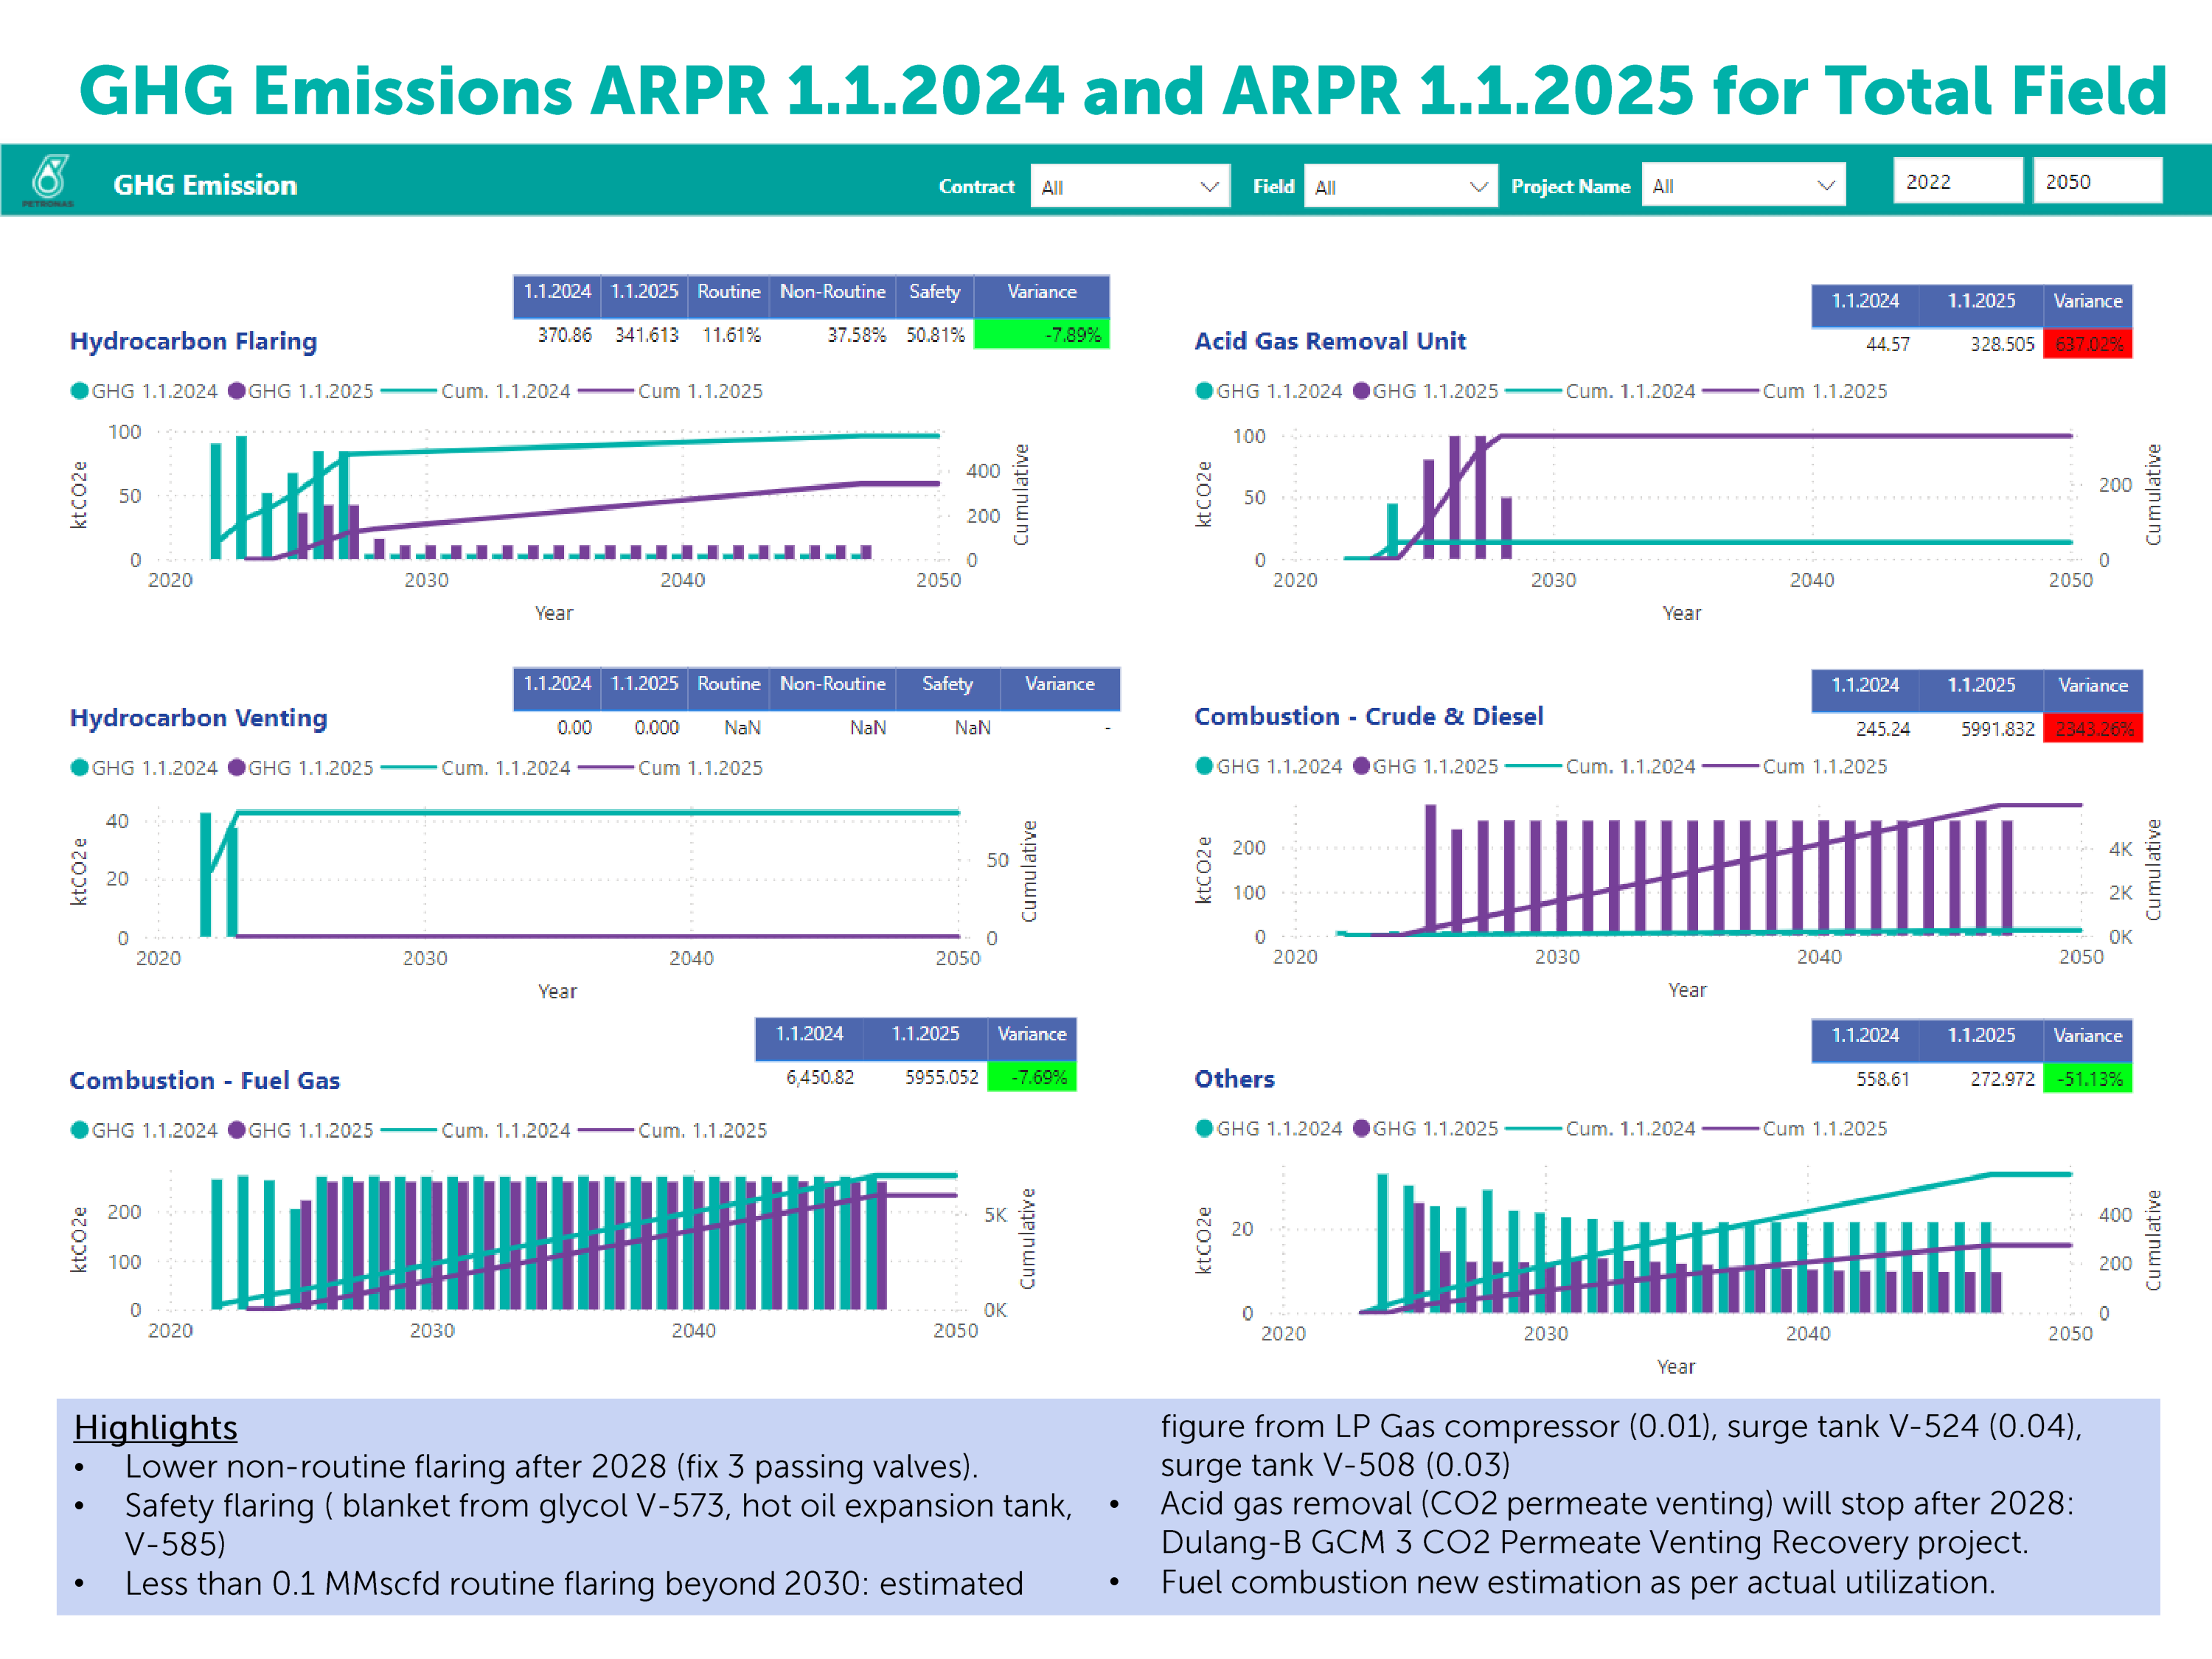 GHG Emissions ARPR 1.1.2024 and ARPR 1.1.2025 for Total Field
PETRONAS
GHG Emission
Contract All Field All Project Name All 2022 2050
Hydrocarbon Flaring
1.1.2024 1.1.2025 Routine Non-Routine Safety Variance
370.86 341.613 11.61% 37.58% 50.81% -7.89%
GHG 1.1.2024 GHG 1.1.2025 Cum. 1.1.2024 Cum 1.1.2025
100
50
0
ktCO2e
400
200
0
Cumulative
2020 2030 2040 2050
Year
Acid Gas Removal Unit
1.1.2024 1.1.2025 Variance
44.57 328.505 637.02%
GHG 1.1.2024 GHG 1.1.2025 Cum. 1.1.2024 Cum 1.1.2025
100
50
0
ktCO2e
200
0
Cumulative
2020 2030 2040 2050
Year
Hydrocarbon Venting
1.1.2024 1.1.2025 Routine Non-Routine Safety Variance
0.00 0.000 NaN NaN NaN -
GHG 1.1.2024 GHG 1.1.2025 Cum. 1.1.2024 Cum 1.1.2025
40
20
0
ktCO2e
50
0
Cumulative
2020 2030 2040 2050
Year
Combustion - Crude & Diesel
1.1.2024 1.1.2025 Variance
245.24 5991.832 2343.26%
GHG 1.1.2024 GHG 1.1.2025 Cum. 1.1.2024 Cum 1.1.2025
200
100
0
ktCO2e
4K
2K
0K
Cumulative
2020 2030 2040 2050
Year
Combustion - Fuel Gas
1.1.2024 1.1.2025 Variance
6,450.82 5955.052 -7.69%
GHG 1.1.2024 GHG 1.1.2025 Cum. 1.1.2024 Cum. 1.1.2025
200
100
0
ktCO2e
5K
0K
Cumulative
2020 2030 2040 2050
Others
1.1.2024 1.1.2025 Variance
558.61 272.972 -51.13%
GHG 1.1.2024 GHG 1.1.2025 Cum. 1.1.2024 Cum 1.1.2025
20
0
ktCO2e
400
200
0
Cumulative
2020 2030 2040 2050
Year
Highlights
• Lower non-routine flaring after 2028 (fix 3 passing valves).
• Safety flaring ( blanket from glycol V-573, hot oil expansion tank,
V-585)
• Less than 0.1 MMscfd routine flaring beyond 2030: estimated
figure from LP Gas compressor (0.01), surge tank V-524 (0.04),
surge tank V-508 (0.03)
• Acid gas removal (CO2 permeate venting) will stop after 2028:
Dulang-B GCM 3 CO2 Permeate Venting Recovery project.
• Fuel combustion new estimation as per actual utilization.